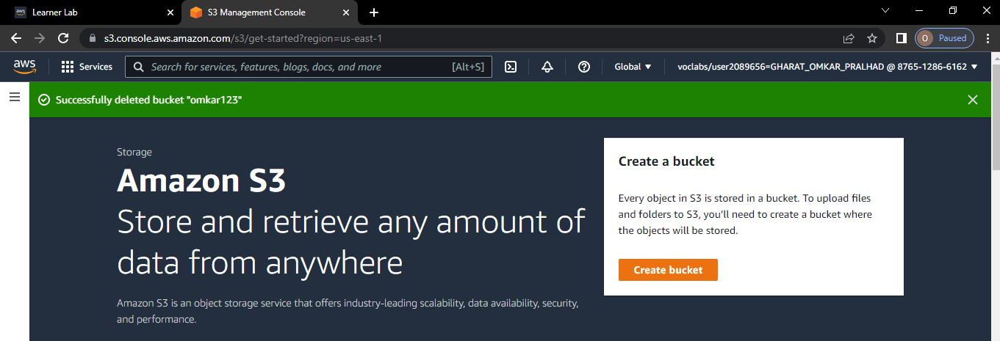 Learner Lab
S3 Management Console
s3.console.aws.amazon.com/s3/get-started?region=us-east-1
O Paused
aws Services Search for services, features, blogs, docs, and more [Alt+S] Global voclabs/user2089656=GHARAT_OMKAR_PRALHAD @ 8765-1286-6162
Successfully deleted bucket "omkar123"
Storage
Amazon S3
Store and retrieve any amount of
data from anywhere
Amazon S3 is an object storage service that offers industry-leading scalability, data availability, security,
and performance.
Create a bucket
Every object in S3 is stored in a bucket. To upload files
and folders to S3, you'll need to create a bucket where
the objects will be stored.
Create bucket